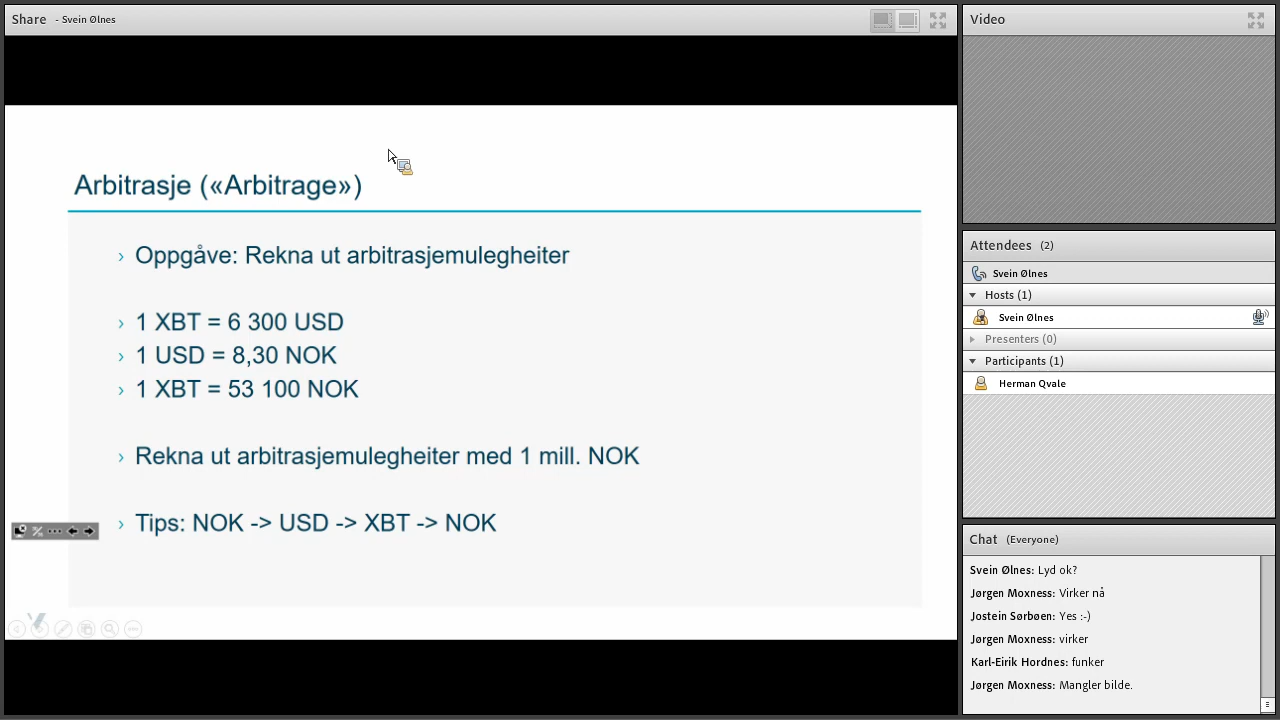 Share - Svein Ølnes
Arbitrasje («Arbitrage»)
› Oppgåve: Rekna ut arbitrasjemulegheiter
› 1 XBT = 6 300 USD
› 1 USD = 8,30 NOK
› 1 XBT = 53 100 NOK
› Rekna ut arbitrasjemulegheiter med 1 mill. NOK
› Tips: NOK -> USD -> XBT -> NOK
Video
Attendees (2)
Svein Ølnes
Hosts (1)
Svein Ølnes
Presenters (0)
Participants (1)
Herman Qvale
Chat (Everyone)
Svein Ølnes: Lyd ok?
Jørgen Moxness: Virker nå
Jostein Sørbøen: Yes :-)
Jørgen Moxness: virker
Karl-Eirik Hordnes: funker
Jørgen Moxness: Mangler bilde.